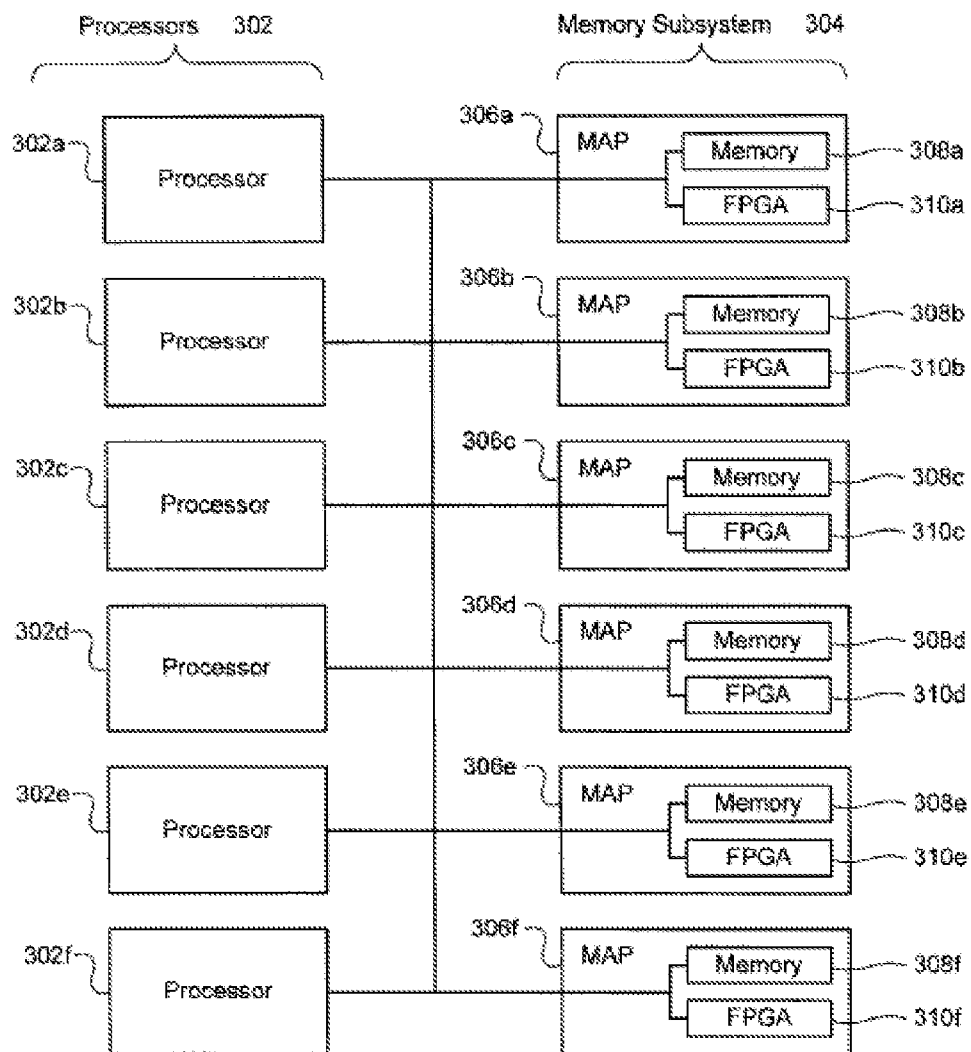 Processors 302
Memory Subsystem 304
302a
Processor
306a
MAP
Memory
308a
FPGA
310a
302b
Processor
306b
MAP
Memory
308b
FPGA
310b
302c
Processor
306c
MAP
Memory
308c
FPGA
310c
302d
Processor
306d
MAP
Memory
308d
FPGA
310d
302e
Processor
306e
MAP
Memory
308e
FPGA
310e
302f
Processor
306f
MAP
Memory
308f
FPGA
310f